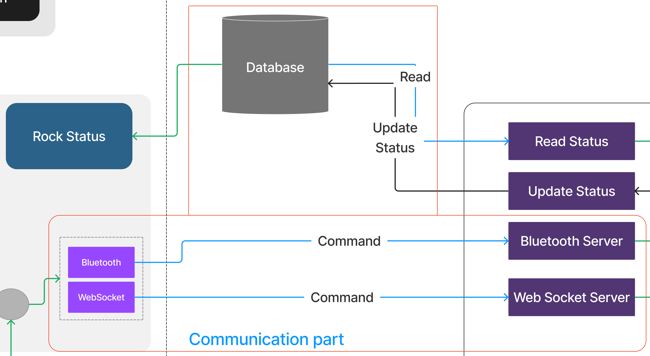 Database
Read
Rock Status
Update
Status
Read Status
Update Status
Bluetooth
Command
Bluetooth Server
WebSocket
Command
Web Socket Server
Communication part